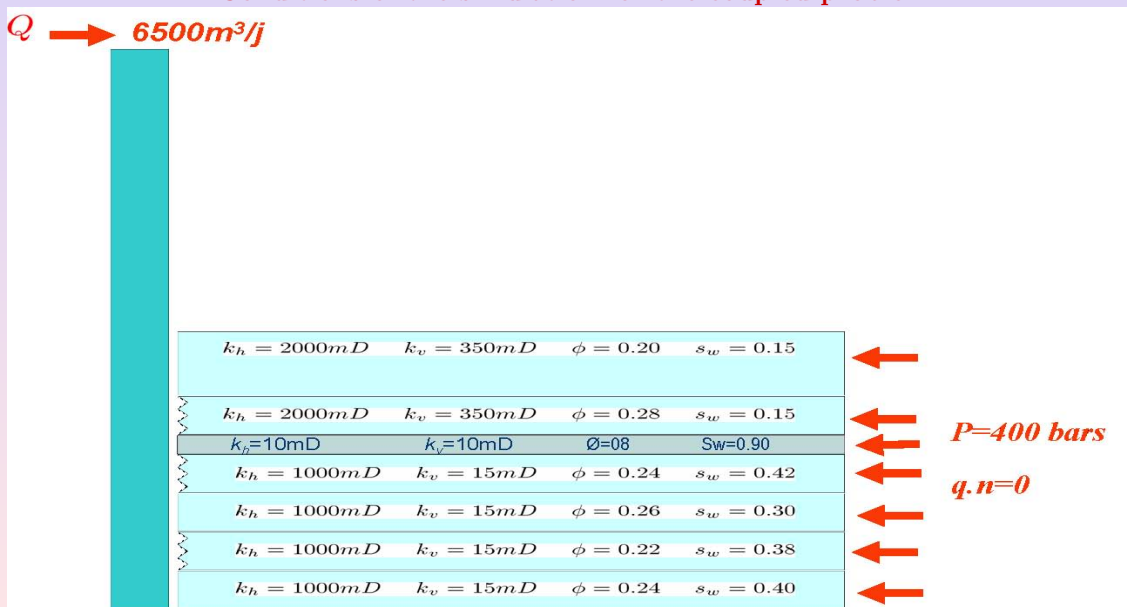 Q 6500m³/j
k_h = 2000mD k_v = 350mD ϕ = 0.20 s_w = 0.15
k_h = 2000mD k_v = 350mD ϕ = 0.28 s_w = 0.15
k_h=10mD k_v=10mD Ø=08 Sw=0.90
P=400 bars
k_h = 1000mD k_v = 15mD ϕ = 0.24 s_w = 0.42
q.n=0
k_h = 1000mD k_v = 15mD ϕ = 0.26 s_w = 0.30
k_h = 1000mD k_v = 15mD ϕ = 0.22 s_w = 0.38
k_h = 1000mD k_v = 15mD ϕ = 0.24 s_w = 0.40